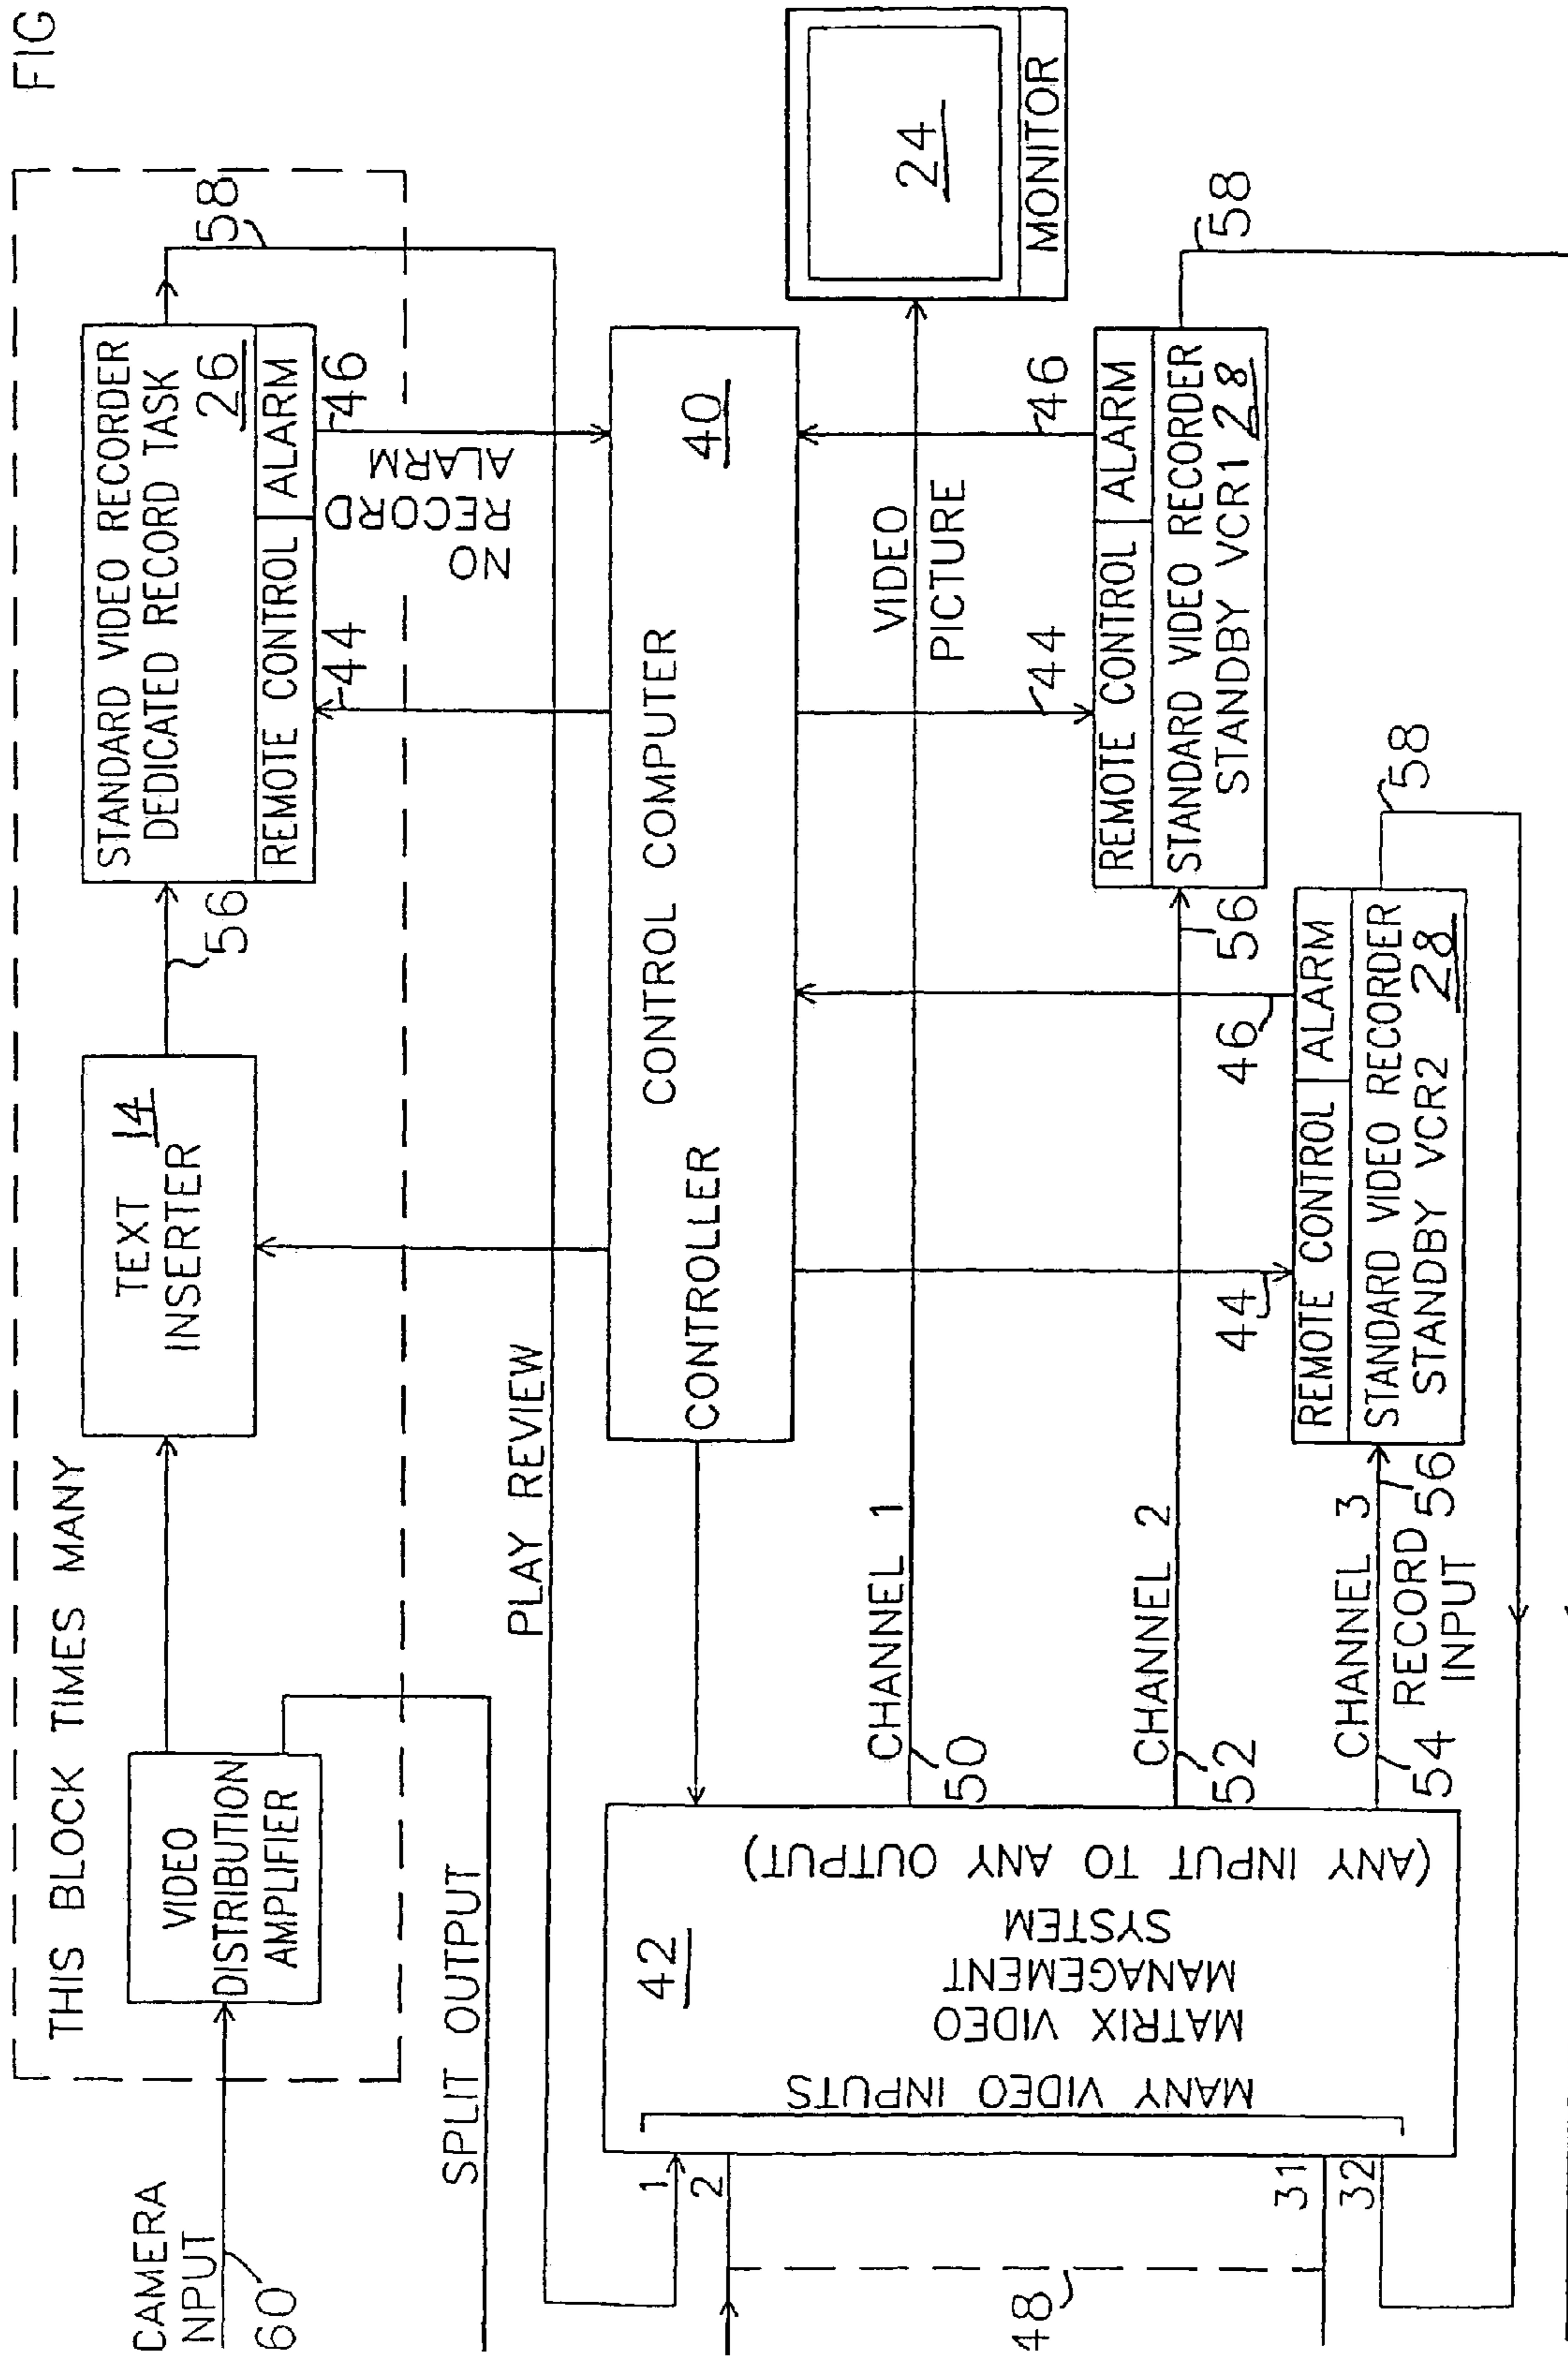 FIG
THIS BLOCK TIMES MANY
CAMERA
NPUT
60
VIDEO
DISTRIBUTION
AMPLIFIER
TEXT
14
INSERTER
56
STANDARD VIDEO RECORDER
DEDICATED RECORD TASK
26
REMOTE CONTROL
ALARM
58
44
46
NO
RECORD
ALARM
SPLIT OUTPUT
PLAY REVIEW
CONTROLLER
CONTROL COMPUTER
40
1
2
31
32
48
MANY VIDEO INPUTS
MATRIX VIDEO
MANAGEMENT
SYSTEM
(ANY INPUT TO ANY OUTPUT)
42
CHANNEL 1
50
VIDEO
PICTURE
24
MONITOR
CHANNEL 2
52
56
44
46
REMOTE CONTROL
ALARM
STANDARD VIDEO RECORDER
STANDBY VCR1 28
58
CHANNEL 3
54 RECORD
INPUT
56
44
46
REMOTE CONTROL
ALARM
STANDARD VIDEO RECORDER
STANDBY VCR2 28
58